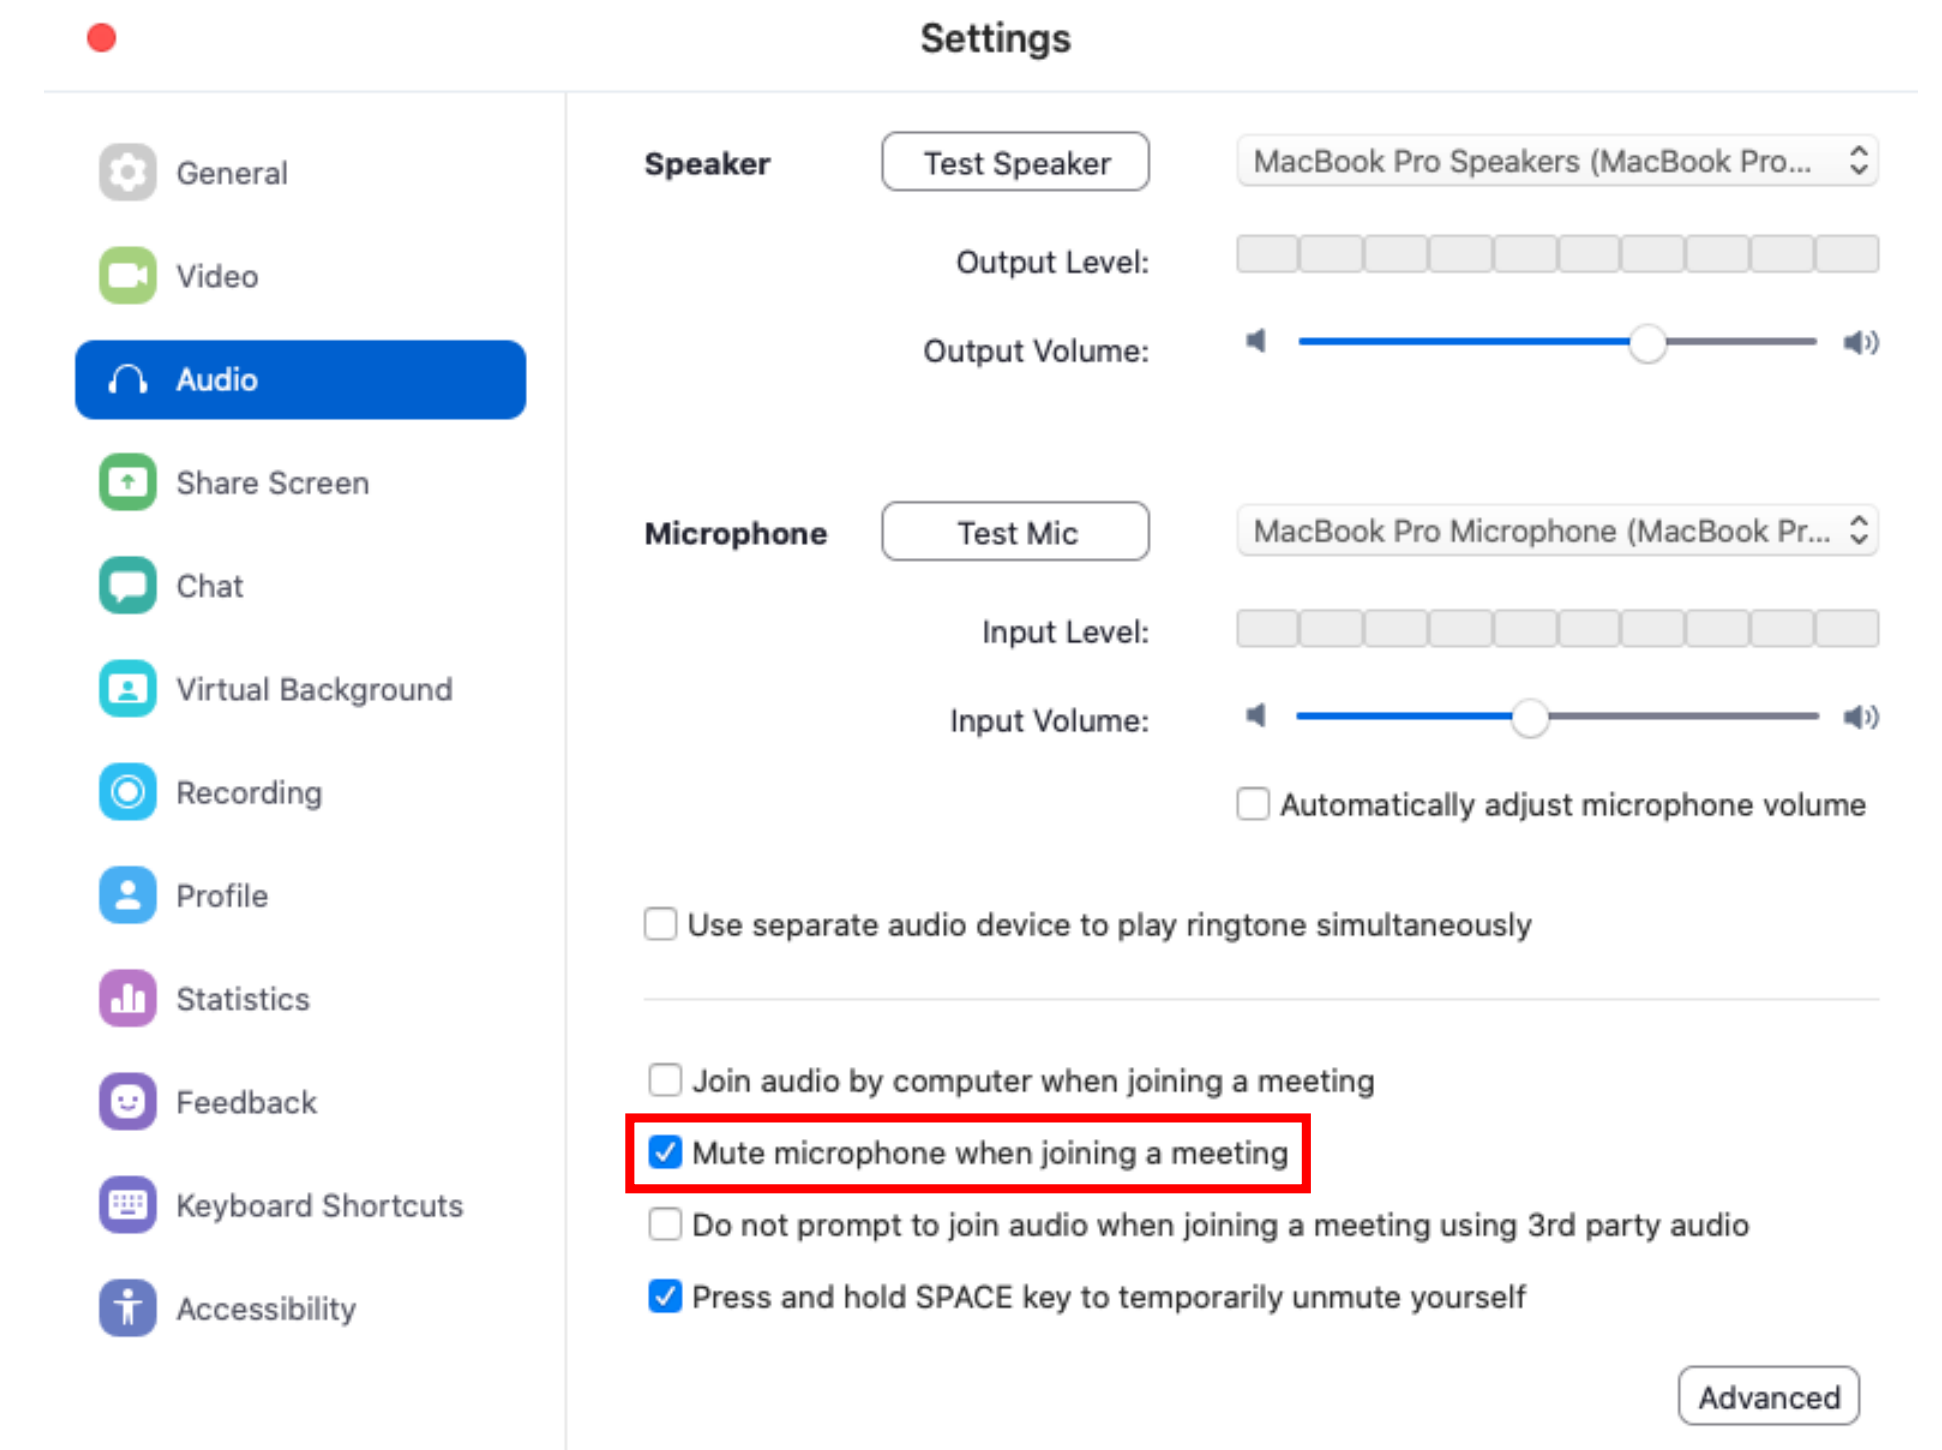 Settings
General
Video
Audio
Share Screen
Chat
Virtual Background
Recording
Profile
Statistics
Feedback
Keyboard Shortcuts
Accessibility
Speaker
Test Speaker
MacBook Pro Speakers (MacBook Pro...
Output Level:
Output Volume:
Microphone
Test Mic
MacBook Pro Microphone (MacBook Pr...
Input Level:
Input Volume:
Automatically adjust microphone volume
Use separate audio device to play ringtone simultaneously
Join audio by computer when joining a meeting
Mute microphone when joining a meeting
Do not prompt to join audio when joining a meeting using 3rd party audio
Press and hold SPACE key to temporarily unmute yourself
Advanced